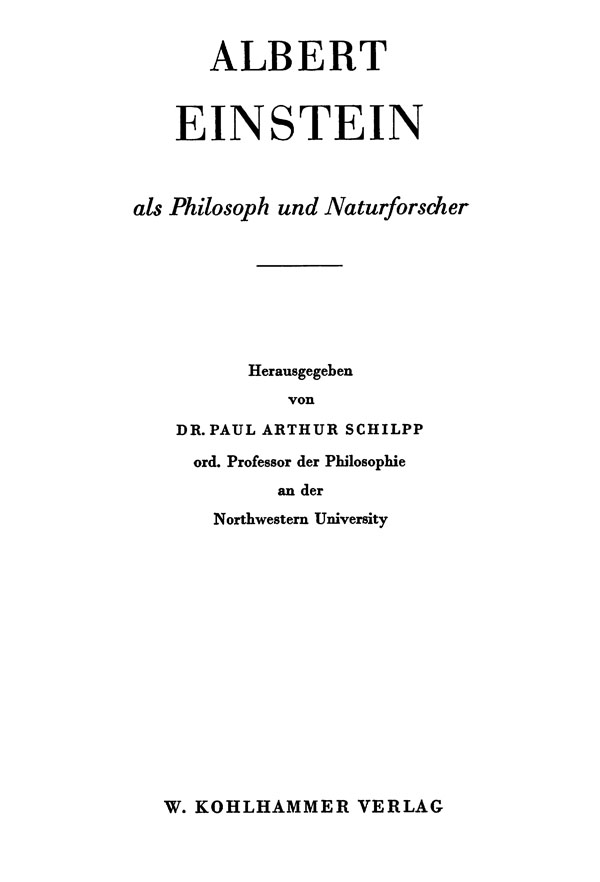 ALBERT
EINSTEIN
als Philosoph und Naturforscher
Herausgegeben
von
DR. PAUL ARTHUR SCHILPP
ord. Professor der Philosophie
an der
Northwestern University
W. KOHLHAMMER VERLAG